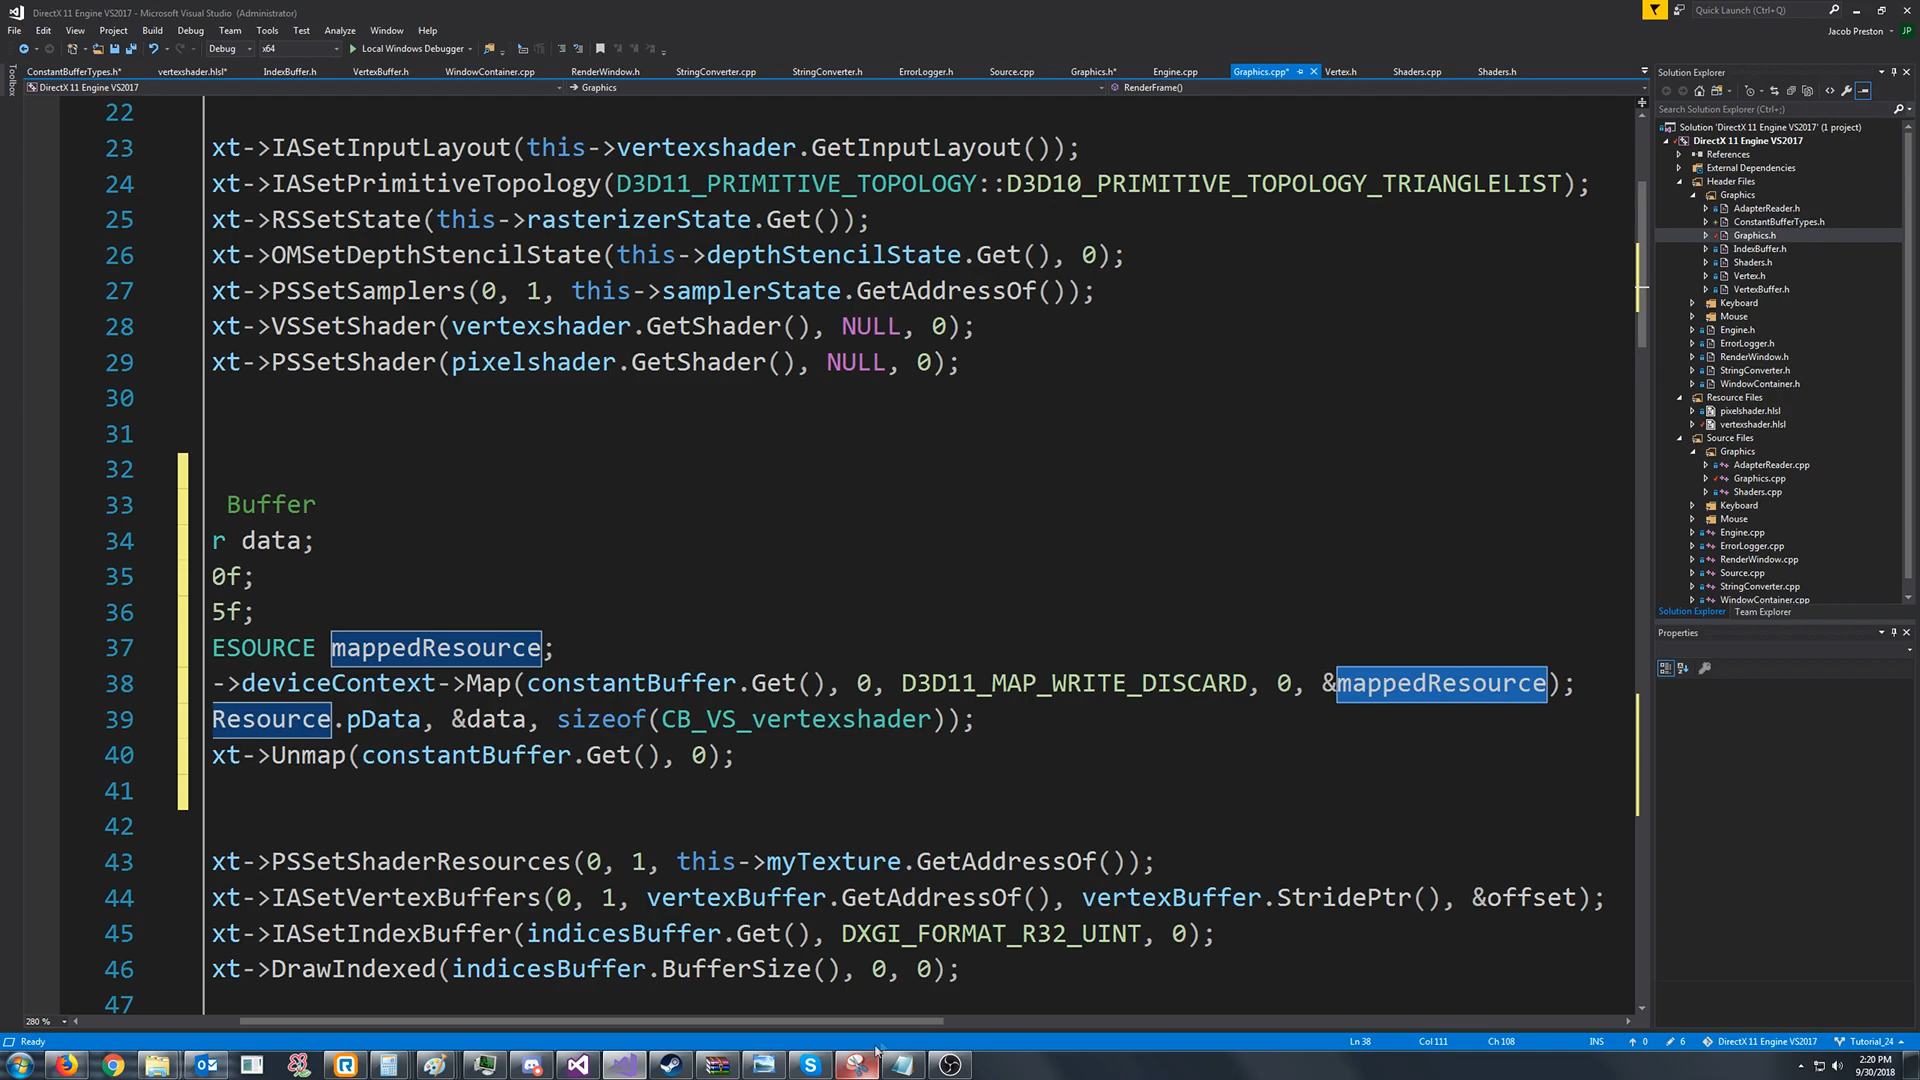 DirectX 11 Engine VS2017 - Microsoft Visual Studio (Administrator)
Quick Launch (Ctrl+Q)
File Edit View Project Build Debug Team Tools Test Analyze Window Help
Jacob Preston JP
Debug x64 Local Windows Debugger
Toolbox
ConstantBufferTypes.h* vertexshader.hlsl* IndexBuffer.h VertexBuffer.h WindowContainer.cpp RenderWindow.h StringConverter.cpp StringConverter.h ErrorLogger.h Source.cpp Graphics.h* Engine.cpp Graphics.cpp* Vertex.h Shaders.cpp Shaders.h
DirectX 11 Engine VS2017 Graphics RenderFrame()
22
23 xt->IASetInputLayout(this->vertexshader.GetInputLayout());
24 xt->IASetPrimitiveTopology(D3D11_PRIMITIVE_TOPOLOGY::D3D10_PRIMITIVE_TOPOLOGY_TRIANGLELIST);
25 xt->RSSetState(this->rasterizerState.Get());
26 xt->OMSetDepthStencilState(this->depthStencilState.Get(), 0);
27 xt->PSSetSamplers(0, 1, this->samplerState.GetAddressOf());
28 xt->VSSetShader(vertexshader.GetShader(), NULL, 0);
29 xt->PSSetShader(pixelshader.GetShader(), NULL, 0);
30
31
32
33 Buffer
34 r data;
35 0f;
36 5f;
37 ESOURCE mappedResource;
38 ->deviceContext->Map(constantBuffer.Get(), 0, D3D11_MAP_WRITE_DISCARD, 0, &mappedResource);
39 Resource.pData, &data, sizeof(CB_VS_vertexshader));
40 xt->Unmap(constantBuffer.Get(), 0);
41
42
43 xt->PSSetShaderResources(0, 1, this->myTexture.GetAddressOf());
44 xt->IASetVertexBuffers(0, 1, vertexBuffer.GetAddressOf(), vertexBuffer.StridePtr(), &offset);
45 xt->IASetIndexBuffer(indicesBuffer.Get(), DXGI_FORMAT_R32_UINT, 0);
46 xt->DrawIndexed(indicesBuffer.BufferSize(), 0, 0);
47
280 %
Solution Explorer
Search Solution Explorer (Ctrl+;)
Solution 'DirectX 11 Engine VS2017' (1 project)
DirectX 11 Engine VS2017
References
External Dependencies
Header Files
Graphics
AdapterReader.h
ConstantBufferTypes.h
Graphics.h
IndexBuffer.h
Shaders.h
Vertex.h
VertexBuffer.h
Keyboard
Mouse
Engine.h
ErrorLogger.h
RenderWindow.h
StringConverter.h
WindowContainer.h
Resource Files
pixelshader.hlsl
vertexshader.hlsl
Source Files
Graphics
AdapterReader.cpp
Graphics.cpp
Shaders.cpp
Keyboard
Mouse
Engine.cpp
ErrorLogger.cpp
RenderWindow.cpp
Source.cpp
StringConverter.cpp
WindowContainer.cpp
Solution Explorer Team Explorer
Properties
Ready Ln 38 Col 111 Ch 108 INS 0 6 DirectX 11 Engine VS2017 Tutorial_24
2:20 PM
9/30/2018